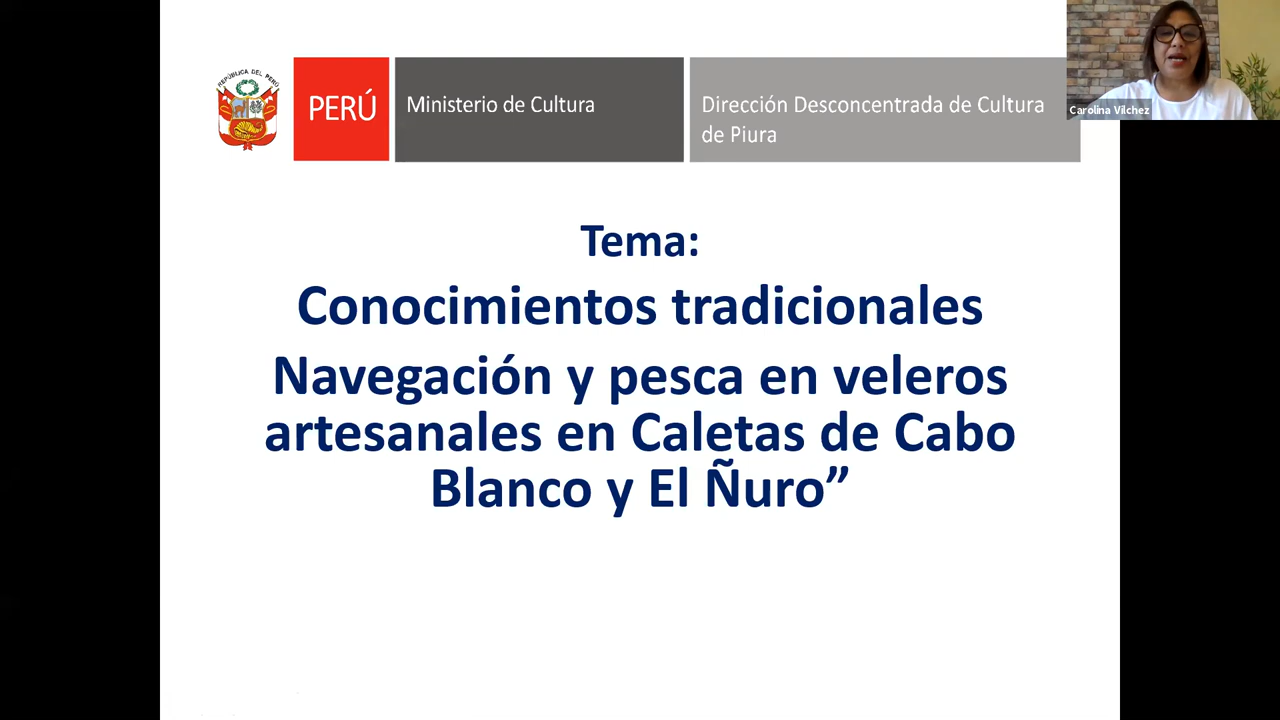 REPÚBLICA DEL PERÚ
PERÚ
Ministerio de Cultura
Dirección Desconcentrada de Cultura
de Piura
Carolina Vilchez
Tema:
Conocimientos tradicionales
Navegación y pesca en veleros
artesanales en Caletas de Cabo
Blanco y El Ñuro”